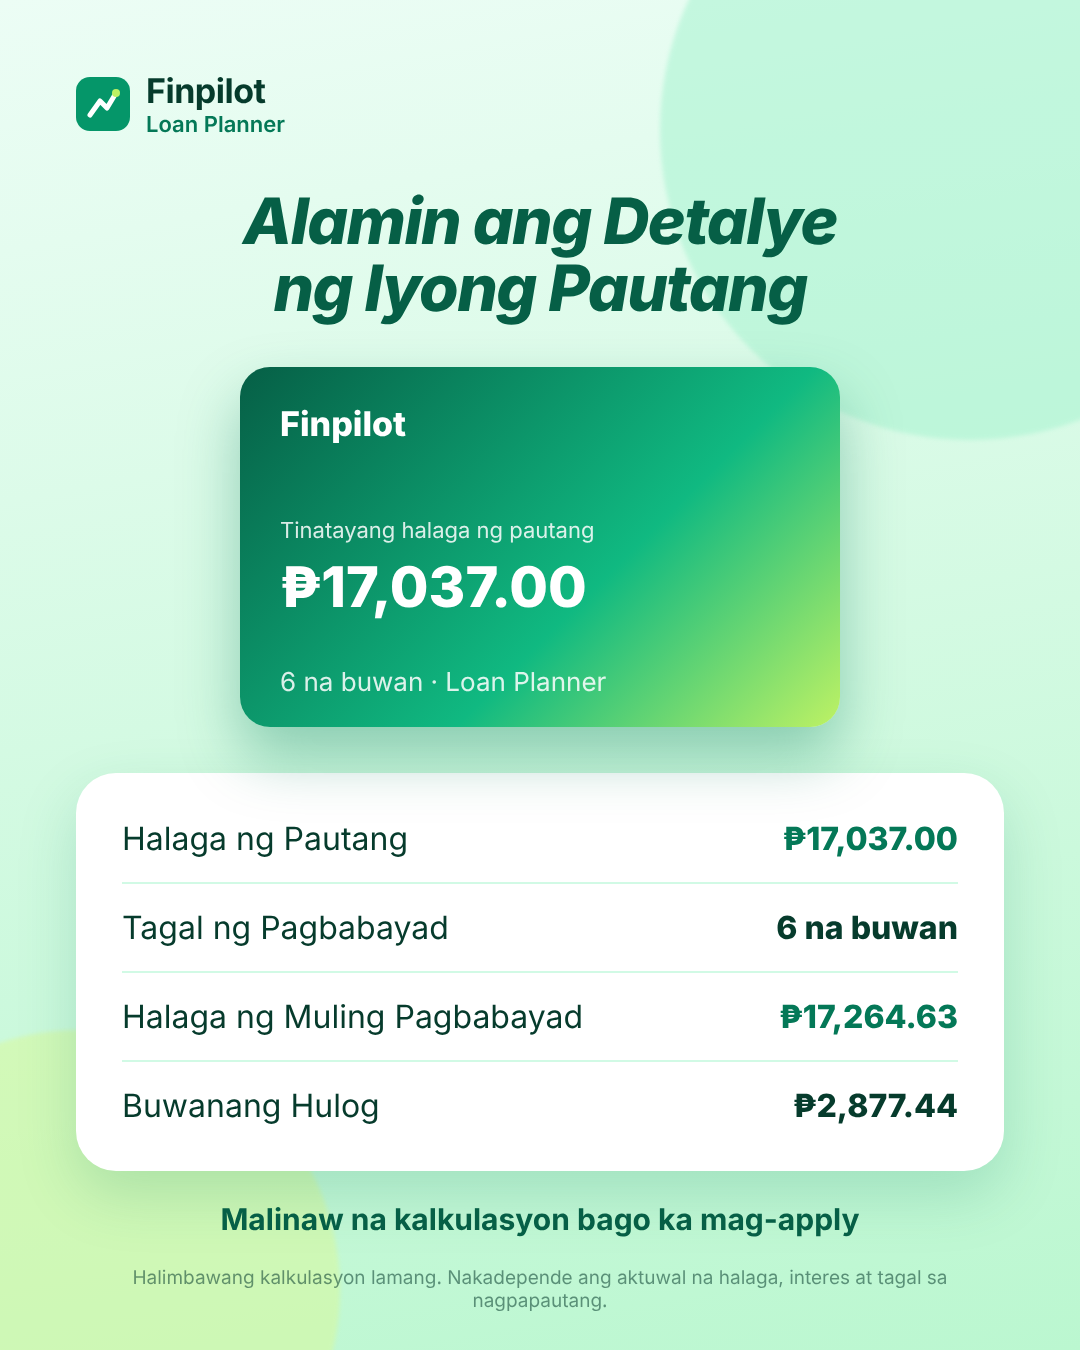 Finpilot
Loan Planner
Alamin ang Detalye
ng Iyong Pautang
Finpilot
Tinatayang halaga ng pautang
₱17,037.00
6 na buwan · Loan Planner
Halaga ng Pautang ₱17,037.00
Tagal ng Pagbabayad 6 na buwan
Halaga ng Muling Pagbabayad ₱17,264.63
Buwanang Hulog ₱2,877.44
Malinaw na kalkulasyon bago ka mag-apply
Halimbawang kalkulasyon lamang. Nakadepende ang aktuwal na halaga, interes at tagal sa
nagpapautang.